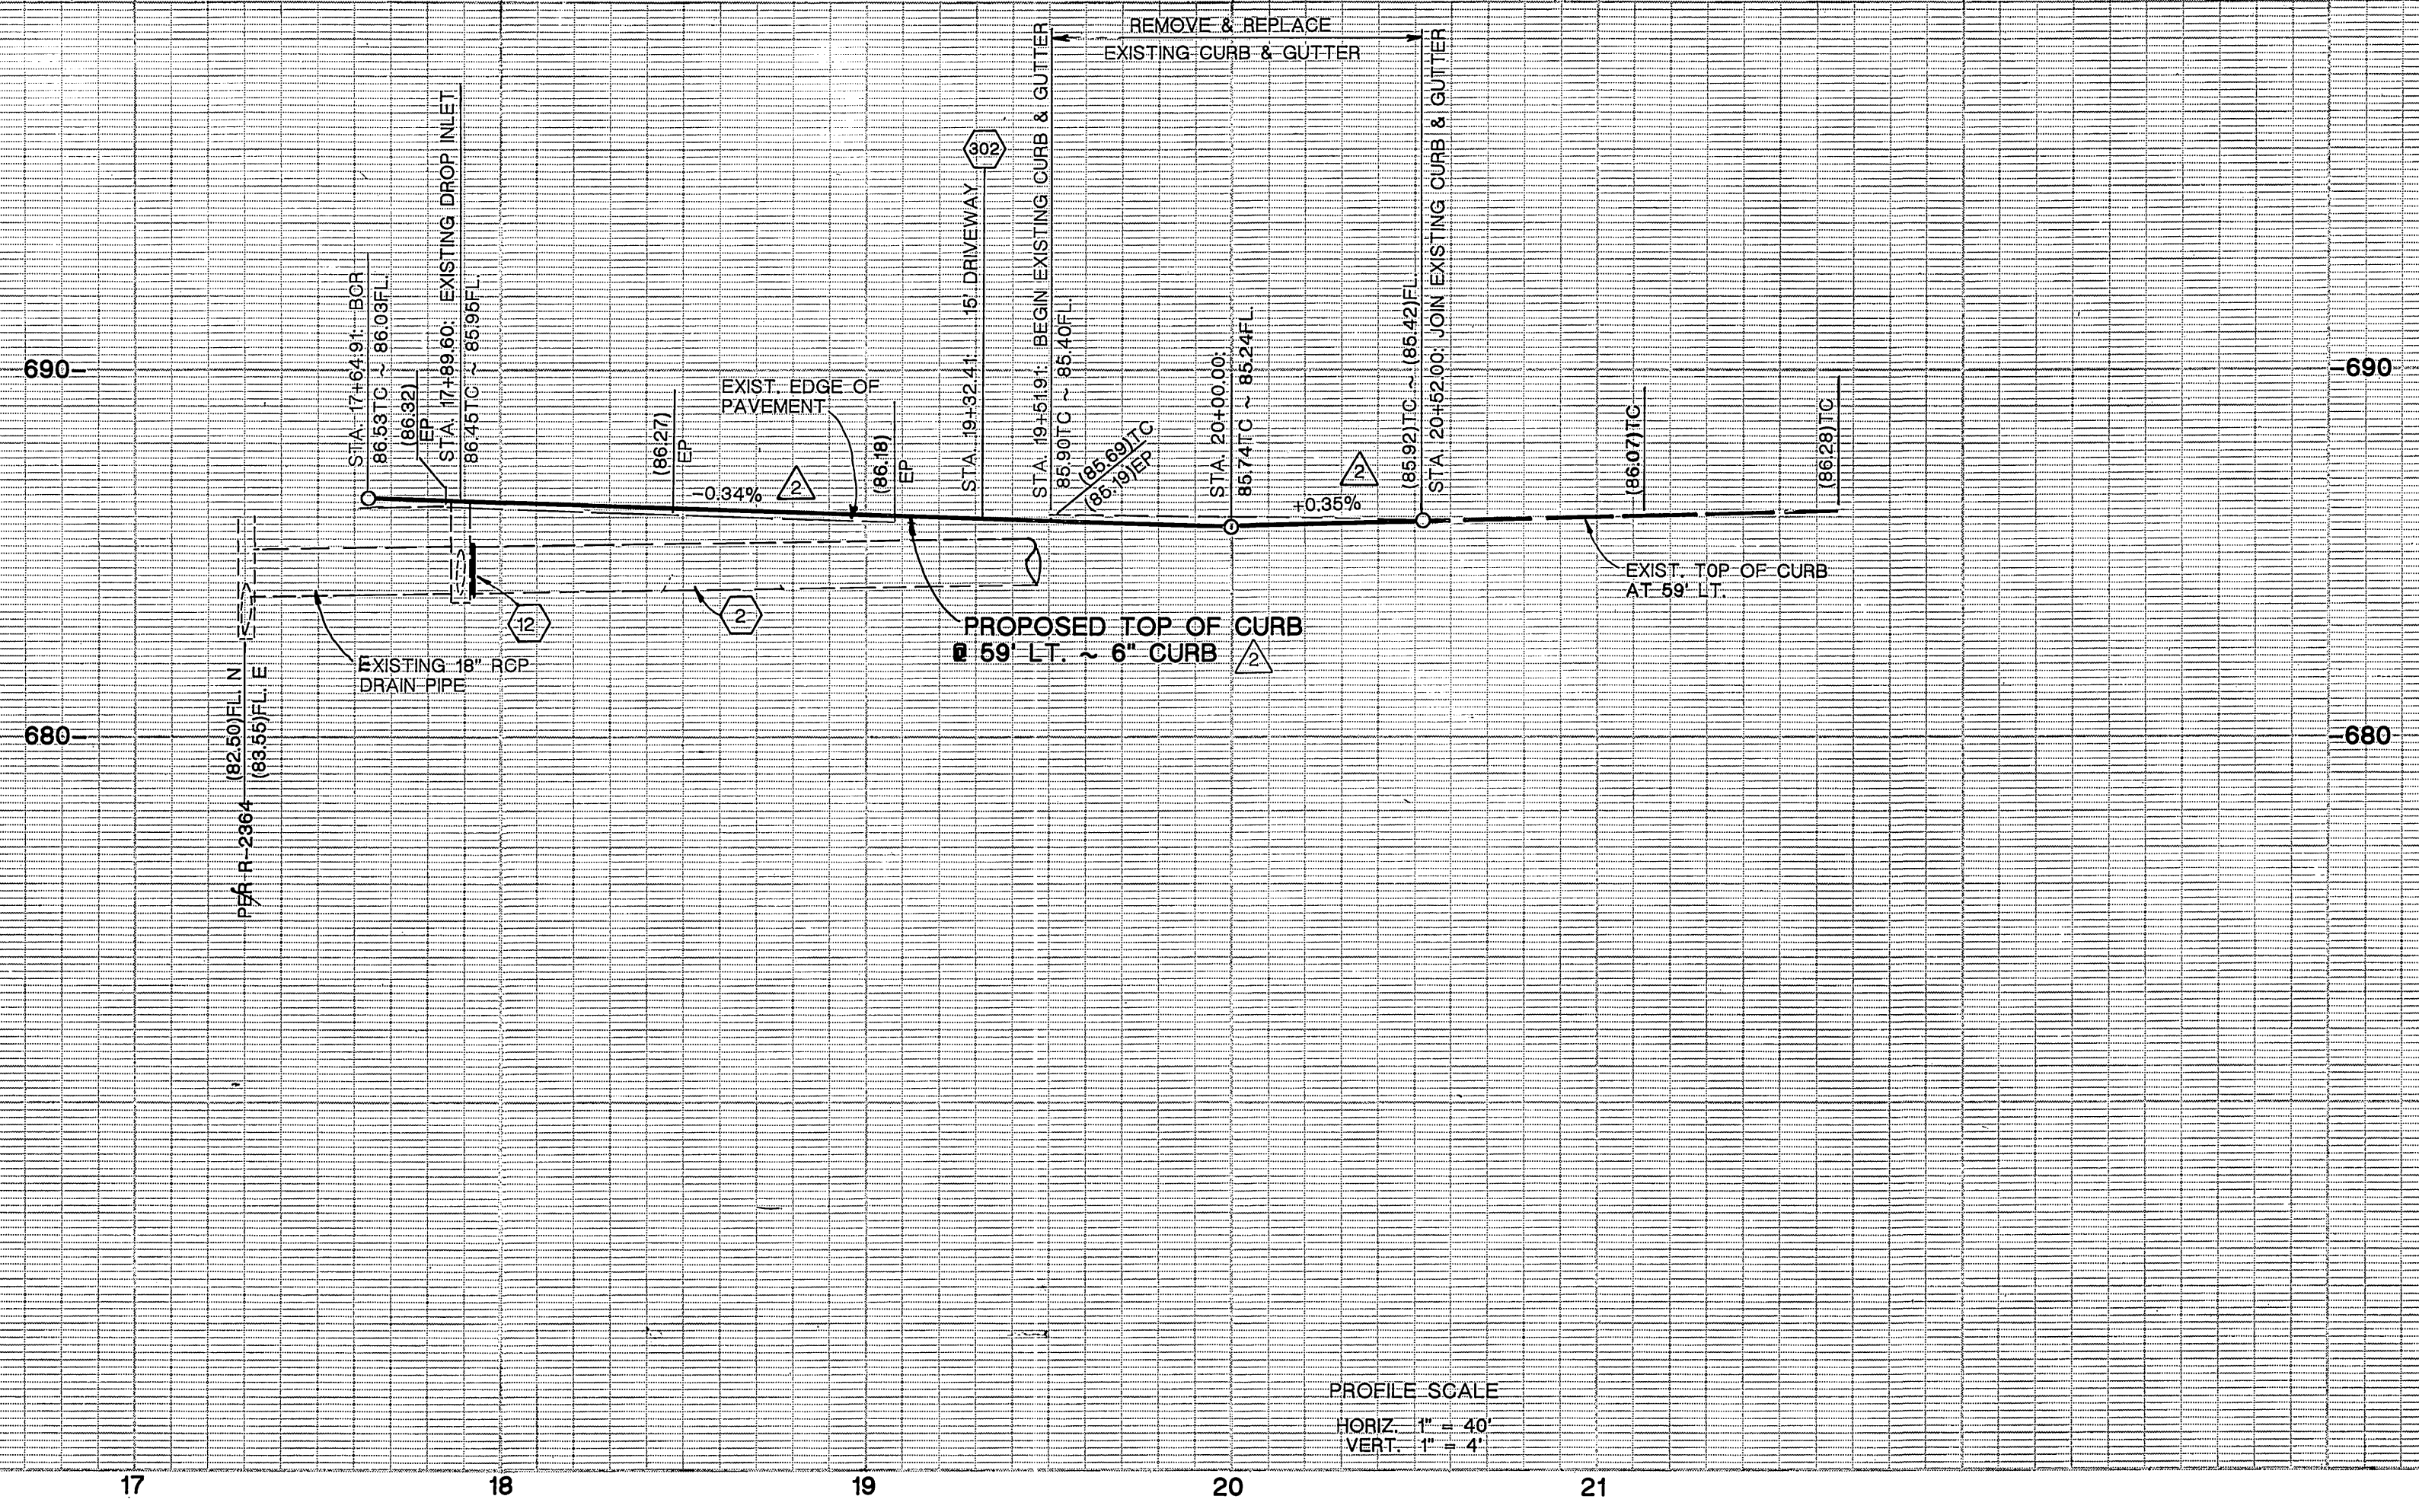 REMOVE & REPLACE
EXISTING CURB & GUTTER
STA. 17+64.91: BCR
86.53TC ~ 86.03FL.
(86.32)
EP
STA. 17+89.60: EXISTING DROP INLET
86.45TC ~ 85.95FL.
(86.27)
EP
EXIST. EDGE OF
PAVEMENT
(86.18)
EP
302
STA. 19+32.41: 15' DRIVEWAY
STA. 19+51.91: BEGIN EXISTING CURB & GUTTER
85.90TC ~ 85.40FL.
(85.69)TC
(85.19)EP
STA. 20+00.00:
85.74TC ~ 85.24FL.
(85.92)TC ~ (85.42)FL.
STA. 20+52.00: JOIN EXISTING CURB & GUTTER
(86.07)TC
(86.28)TC
690-
-690
-0.34%
2
2
+0.35%
EXIST. TOP OF CURB
AT 59' LT.
12
2
PROPOSED TOP OF CURB
@ 59' LT. ~ 6" CURB
2
EXISTING 18" RCP
DRAIN PIPE
(82.50)FL. N
(83.55)FL. E
PER R-2364
680-
-680
PROFILE SCALE
HORIZ. 1" = 40'
VERT. 1" = 4'
17
18
19
20
21